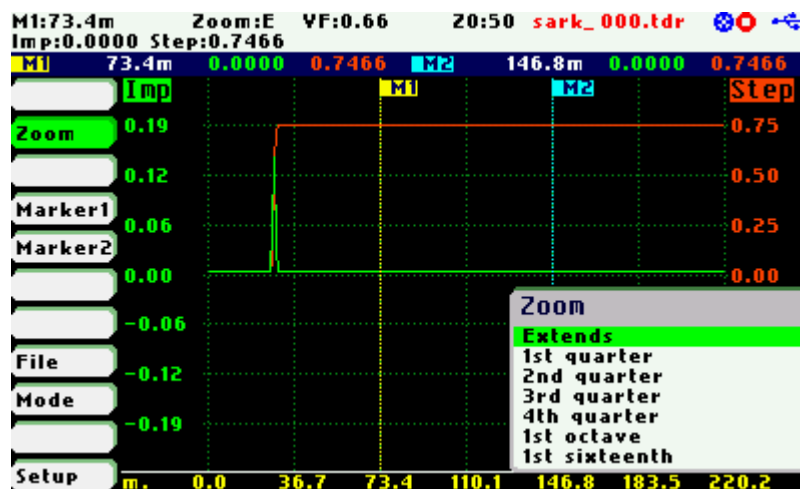 M1:73.4m Zoom:E VF:0.66 20:50 sark_000.tdr
Imp:0.0000 Step:0.7466
M1 73.4m 0.0000 0.7466 M2 146.8m 0.0000 0.7466
Imp M1 M2 Step
Zoom 0.19 0.75
0.12 0.50
Marker1
0.06 0.25
Marker2
0.00 0.00
Zoom
-0.06
Extends
File 1st quarter
-0.12 2nd quarter
Mode 3rd quarter
-0.19 4th quarter
1st octave
1st sixteenth
Setup m. 0.0 36.7 73.4 110.1 146.8 183.5 220.2